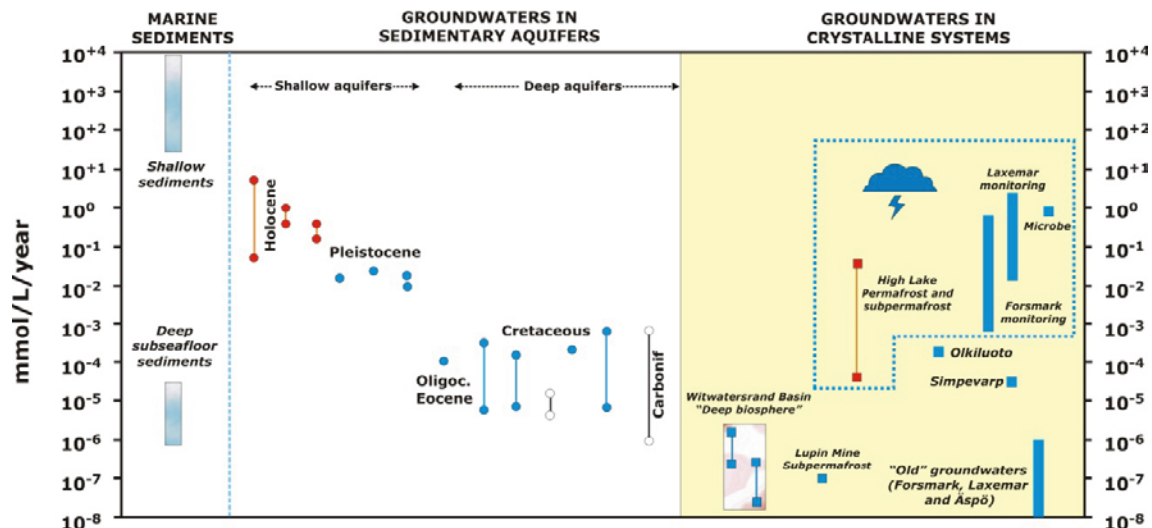 MARINE
SEDIMENTS
GROUNDWATERS IN
SEDIMENTARY AQUIFERS
GROUNDWATERS IN
CRYSTALLINE SYSTEMS
mmol/L/year
10+4
10+3
10+2
10+1
100
10-1
10-2
10-3
10-4
10-5
10-6
10-7
10-8
Shallow
sediments
Deep
subseafloor
sediments
Shallow aquifers
Deep aquifers
Holocene
Pleistocene
Cretaceous
Oligoc.
Eocene
Carbonif
Laxemar
monitoring
Microbe
High Lake
Permafrost and
subpermafrost
Forsmark
monitoring
Olkiluoto
Simpevarp
Witwatersrand Basin
"Deep biosphere"
Lupin Mine
Subpermafrost
"Old" groundwaters
(Forsmark, Laxemar
and Äspö)
10+4
10+3
10+2
10+1
100
10-1
10-2
10-3
10-4
10-5
10-6
10-7
10-8